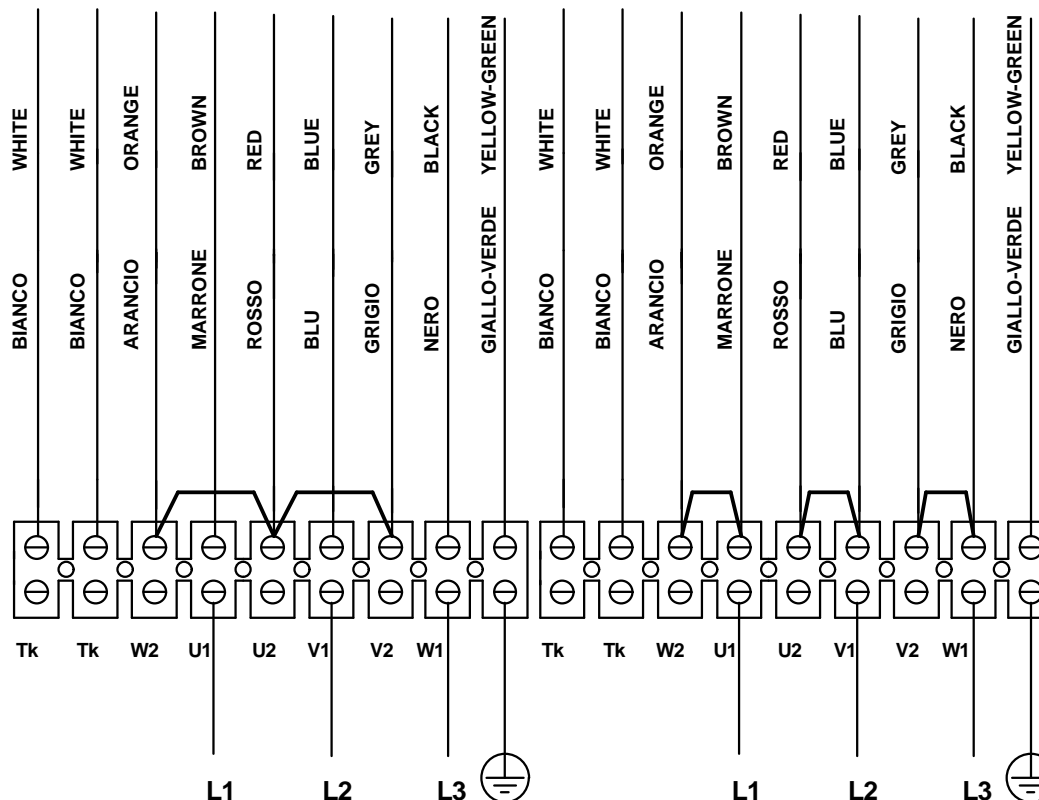 WHITE WHITE ORANGE BROWN RED BLUE GREY BLACK YELLOW-GREEN WHITE WHITE ORANGE BROWN RED BLUE GREY BLACK YELLOW-GREEN
BIANCO BIANCO ARANCIO MARRONE ROSSO BLU GRIGIO NERO GIALLO-VERDE BIANCO BIANCO ARANCIO MARRONE ROSSO BLU GRIGIO NERO GIALLO-VERDE
Tk Tk W2 U1 U2 V1 V2 W1 Tk Tk W2 U1 U2 V1 V2 W1
L1 L2 L3 L1 L2 L3